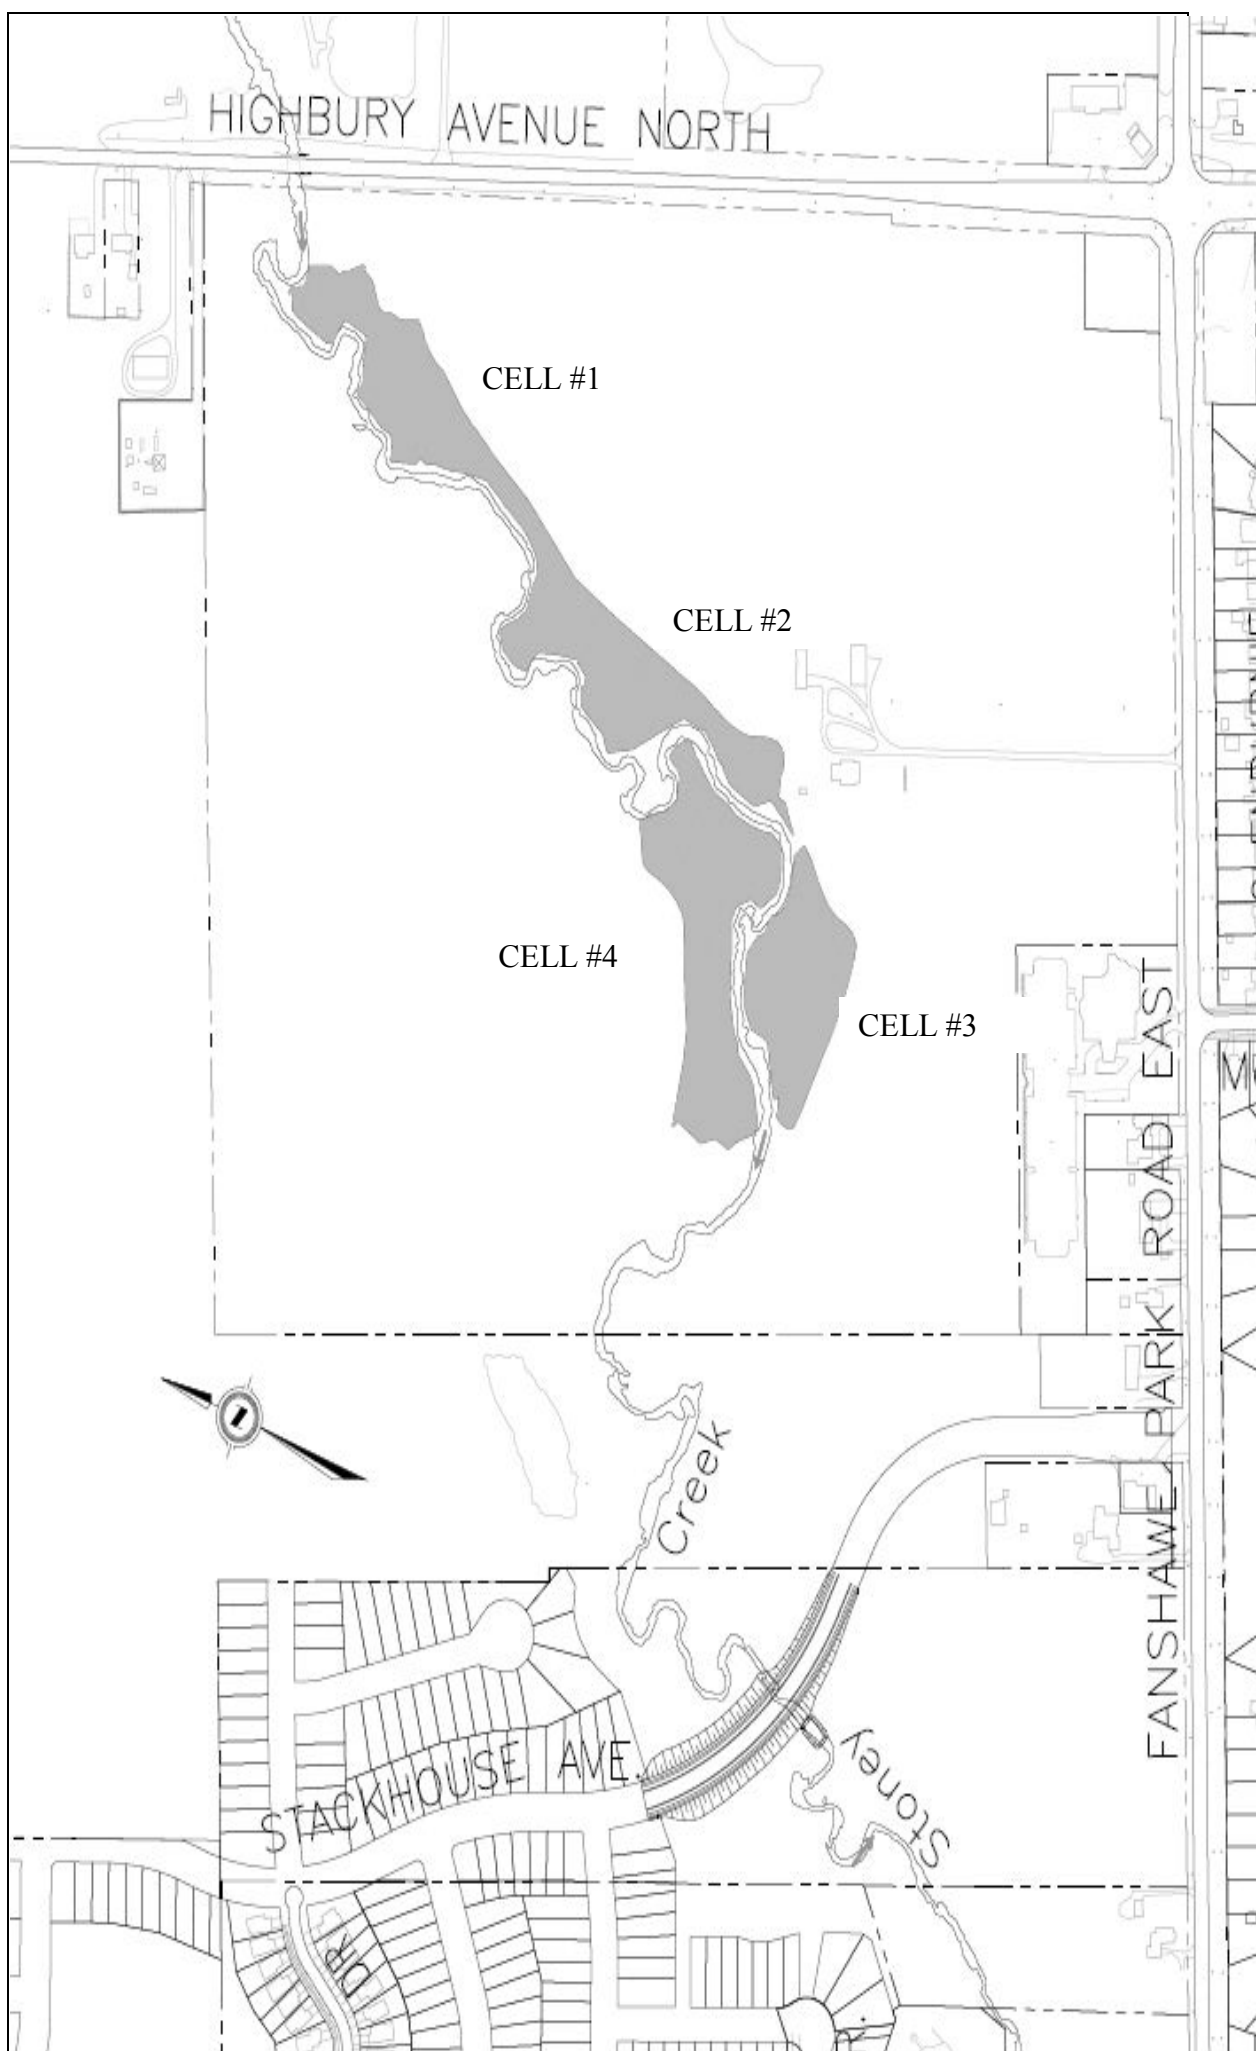 HIGHBURY AVENUE NORTH
CELL #1
CELL #2
CELL #4
CELL #3
FANSHAWE PARK ROAD EAST
Creek
Stoney
STACKHOUSE AVE.
DR.